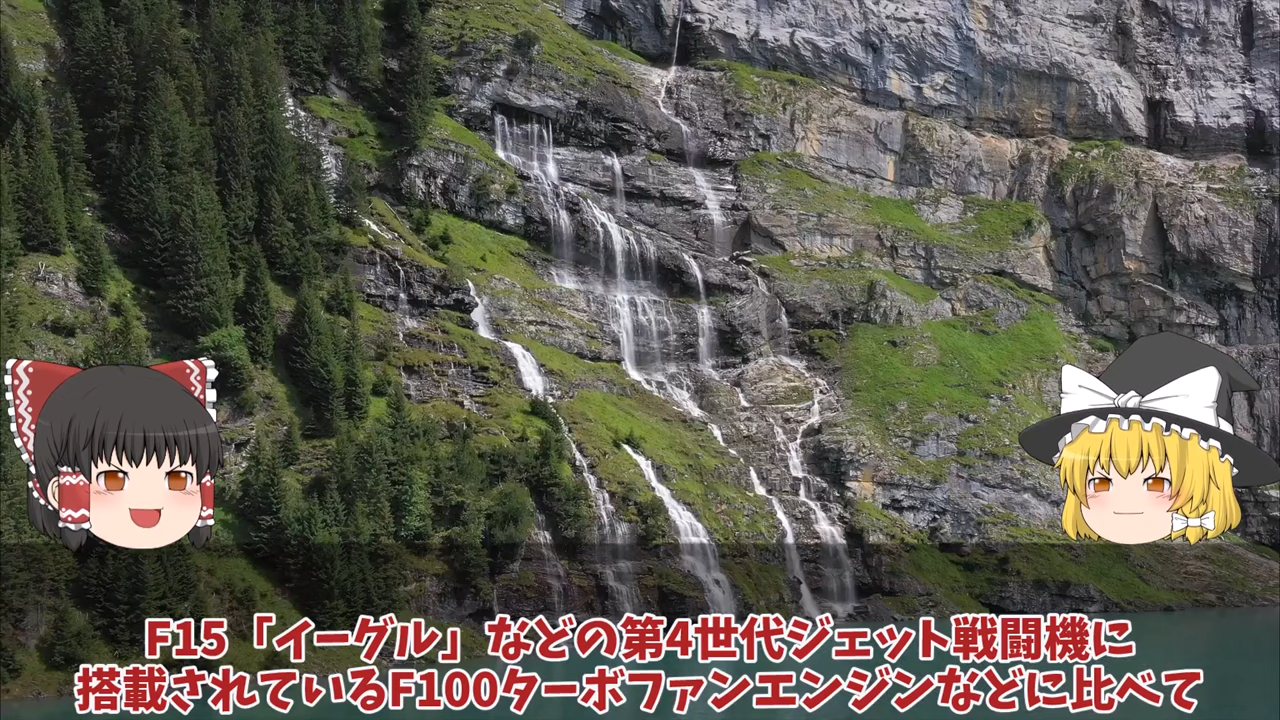 F15「イーグル」などの第4世代ジェット戦闘機に
搭載されているF100ターボファンエンジンなどに比べて